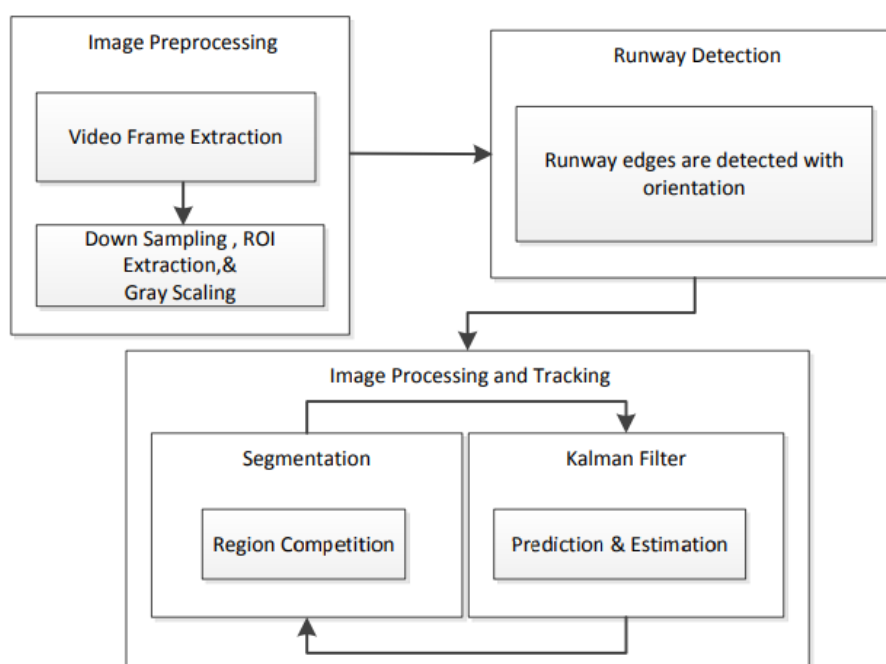 Image Preprocessing
Video Frame Extraction
Down Sampling , ROI
Extraction,&
Gray Scaling
Runway Detection
Runway edges are detected with
orientation
Image Processing and Tracking
Segmentation
Region Competition
Kalman Filter
Prediction & Estimation